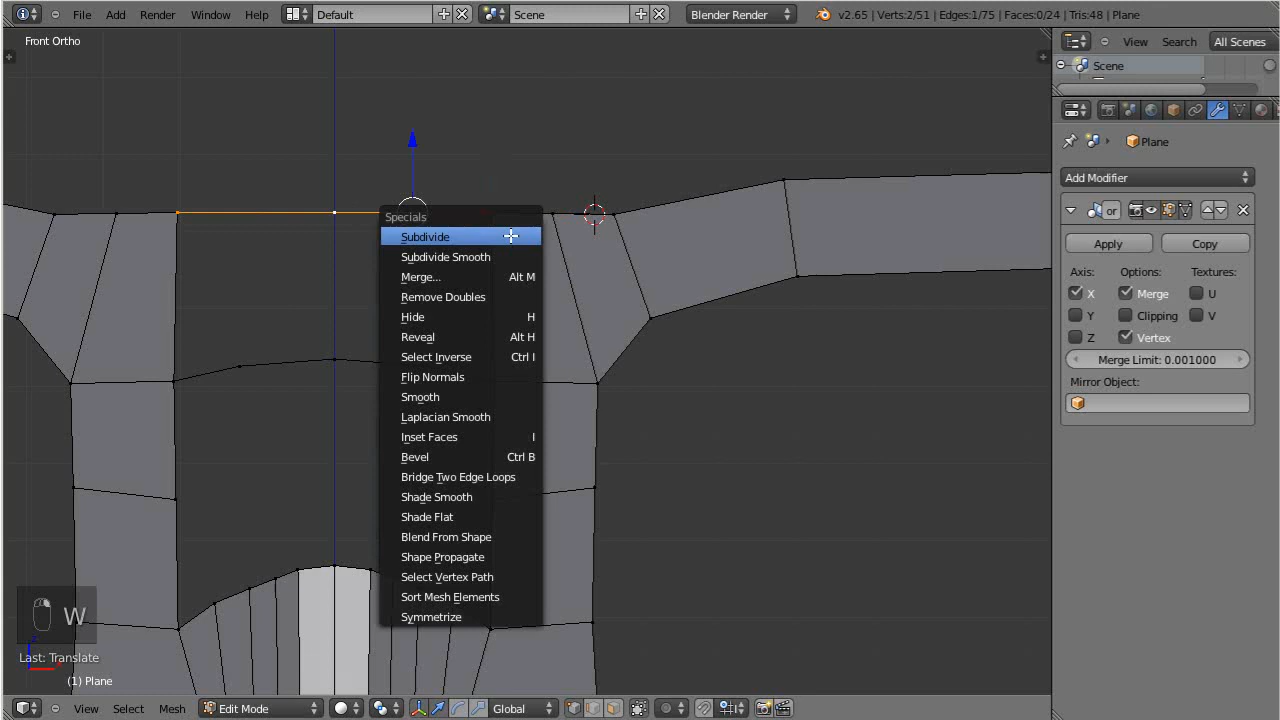 File Add Render Window Help Default Scene Blender Render v2.65 | Verts:2/51 | Edges:1/75 | Faces:0/24 | Tris:48 | Plane
Front Ortho
View Search All Scenes
Scene
Plane
Add Modifier
or
Apply Copy
Axis: Options: Textures:
X Merge U
Y Clipping V
Z Vertex
Merge Limit: 0.001000
Mirror Object:
Specials
Subdivide
Subdivide Smooth
Merge... Alt M
Remove Doubles
Hide H
Reveal Alt H
Select Inverse Ctrl I
Flip Normals
Smooth
Laplacian Smooth
Inset Faces I
Bevel Ctrl B
Bridge Two Edge Loops
Shade Smooth
Shade Flat
Blend From Shape
Shape Propagate
Select Vertex Path
Sort Mesh Elements
Symmetrize
W
Last: Translate
(1) Plane
View Select Mesh Edit Mode Global